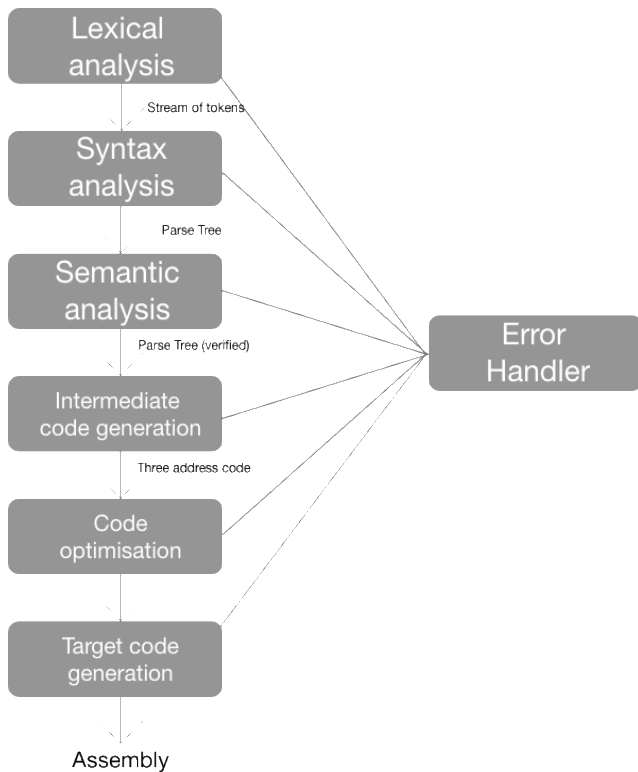 Lexical
analysis
Stream of tokens
Syntax
analysis
Parse Tree
Semantic
analysis
Parse Tree (verified)
Error
Handler
Intermediate
code generation
Three address code
Code
optimisation
Target code
generation
Assembly